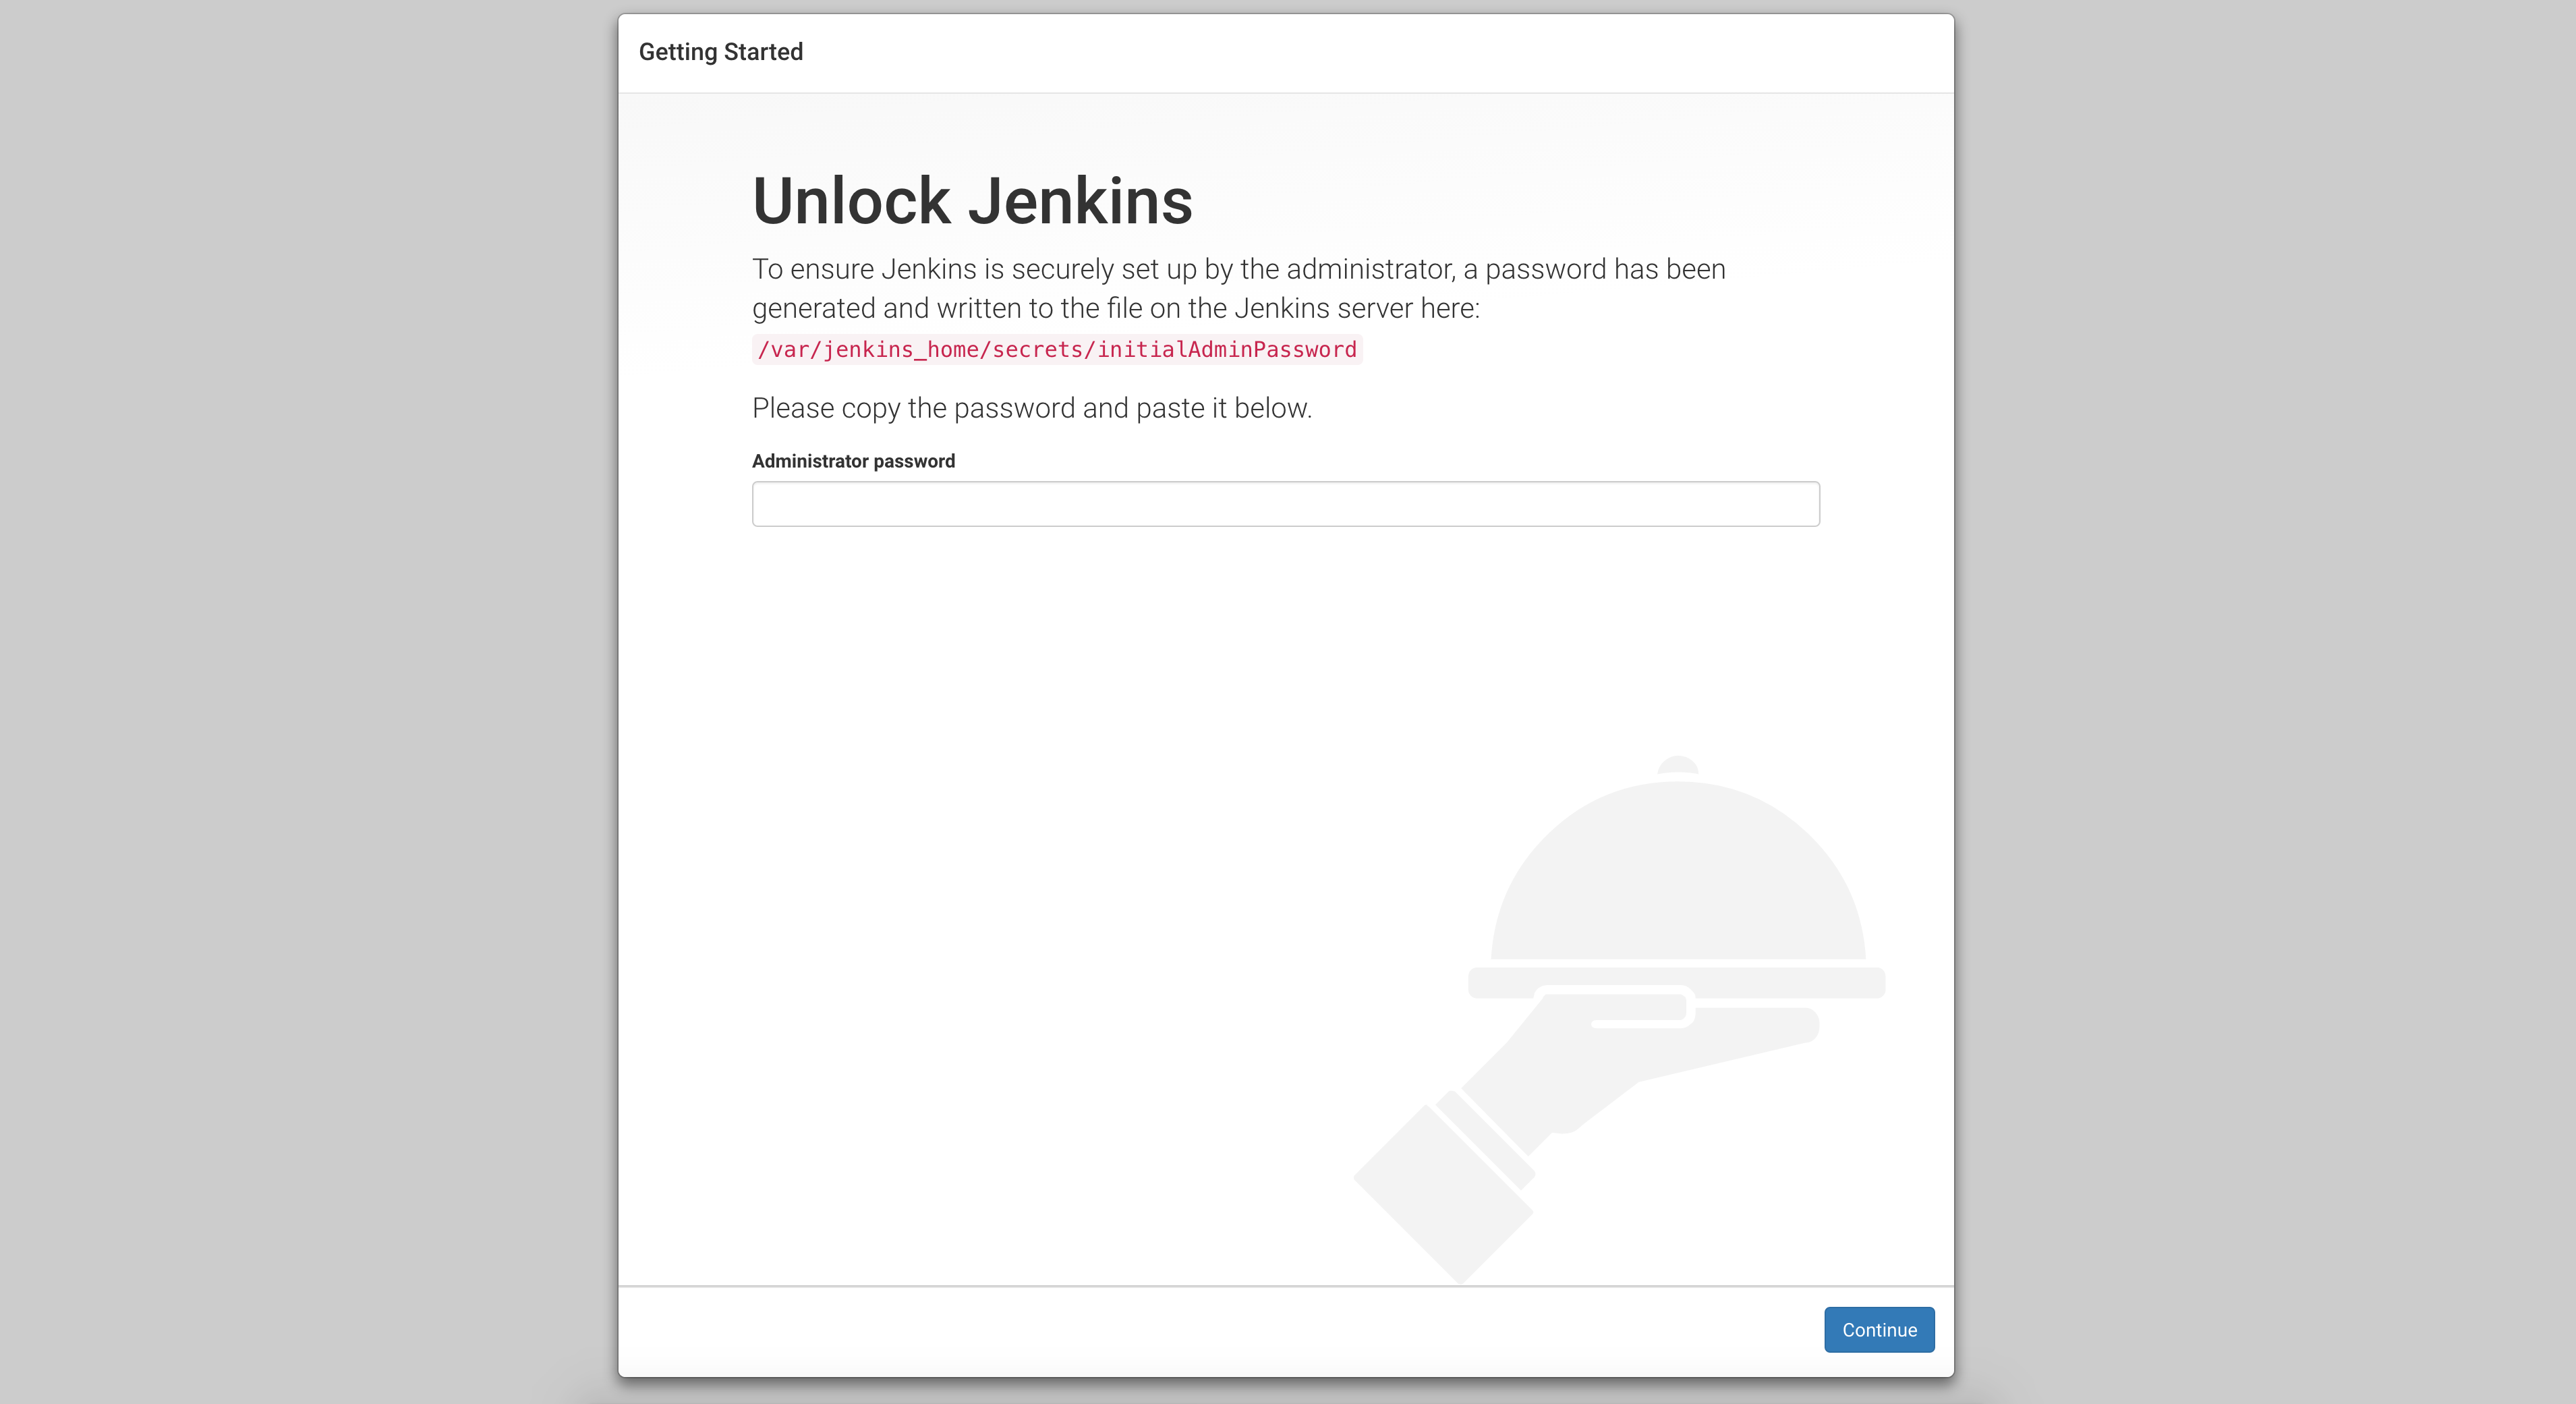 Getting Started
Unlock Jenkins
To ensure Jenkins is securely set up by the administrator, a password has been
generated and written to the file on the Jenkins server here:
/var/jenkins_home/secrets/initialAdminPassword
Please copy the password and paste it below.
Administrator password
Continue